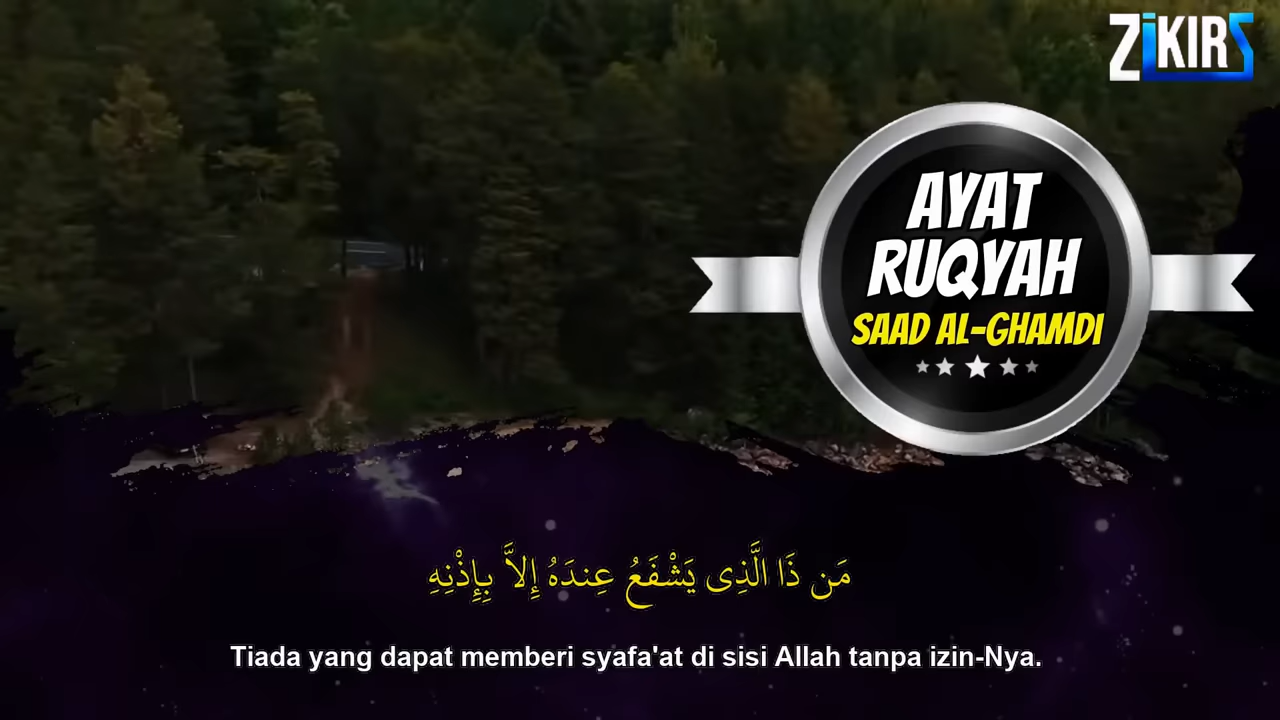 ZiKIRS
AYAT
RUQYAH
SAAD AL-GHAMDI
مَن ذَا الَّذِى يَشْفَعُ عِندَهُ إِلاَّ بِإِذْنِهِ
Tiada yang dapat memberi syafa'at di sisi Allah tanpa izin-Nya.